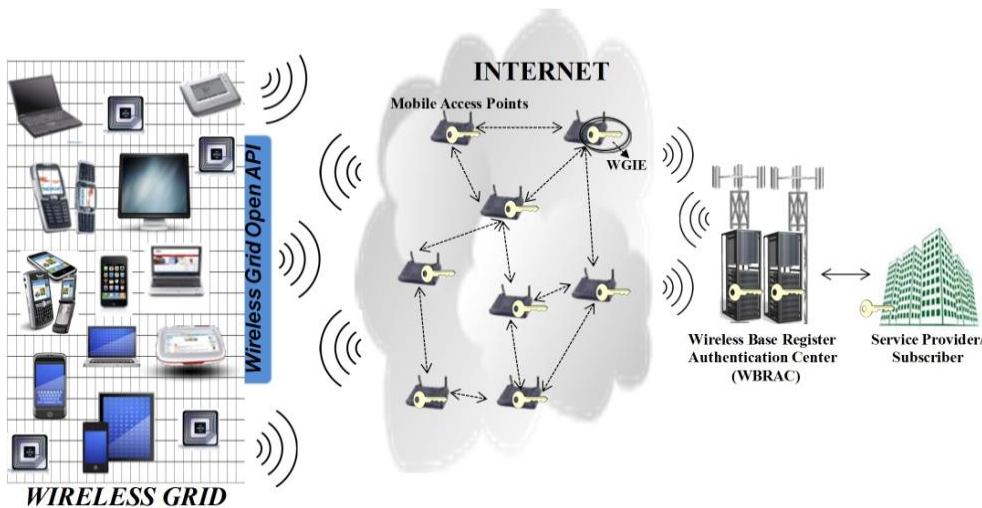 INTERNET
Mobile Access Points
WGIE
Wireless Grid Open API
Wireless Base Register
Authentication Center
(WBRAC)
Service Provider/
Subscriber
WIRELESS GRID